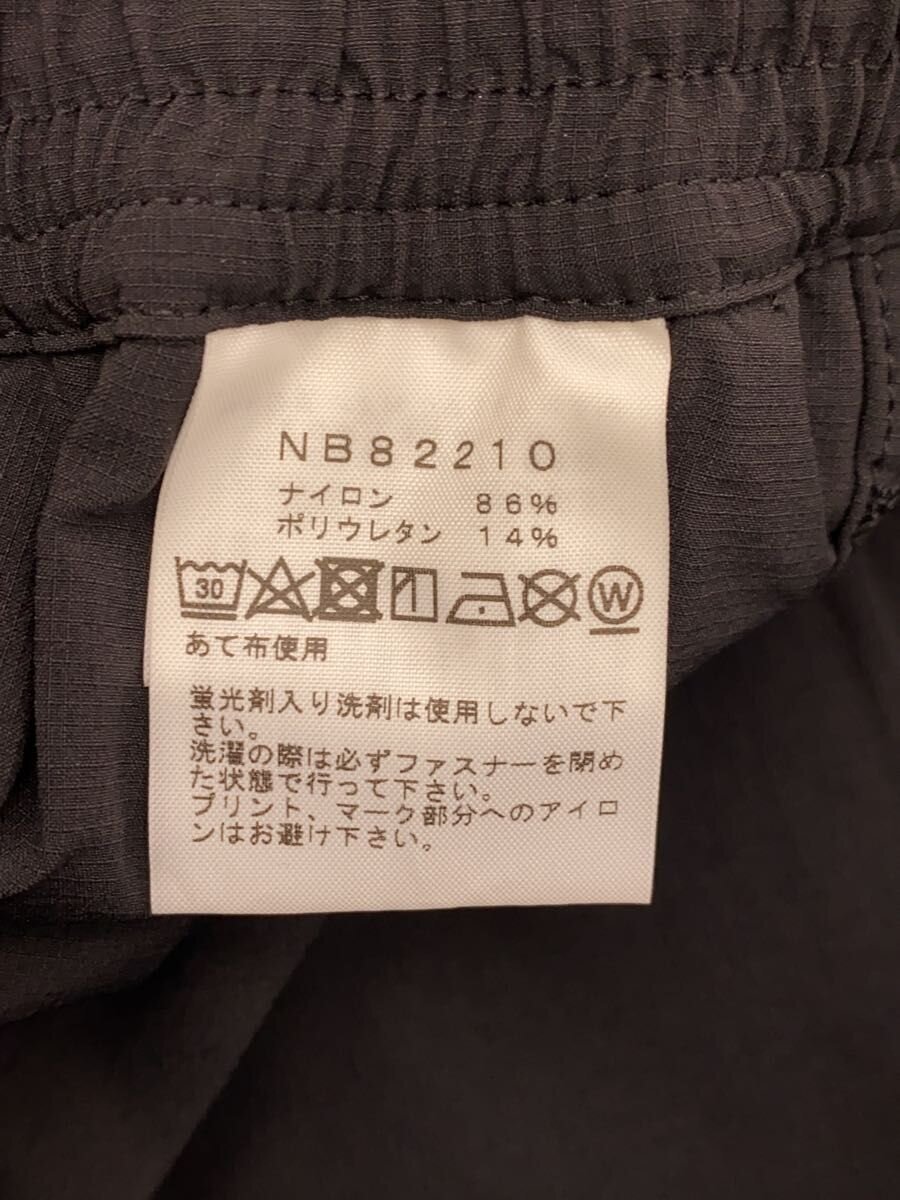 NB82210
ナイロン 86%
ポリウレタン 14%
30 W
あて布使用
蛍光剤入り洗剤は使用しないで下
さい。
洗濯の際は必ずファスナーを閉め
た状態で行って下さい。
プリント、マーク部分へのアイロ
ンはお避け下さい。